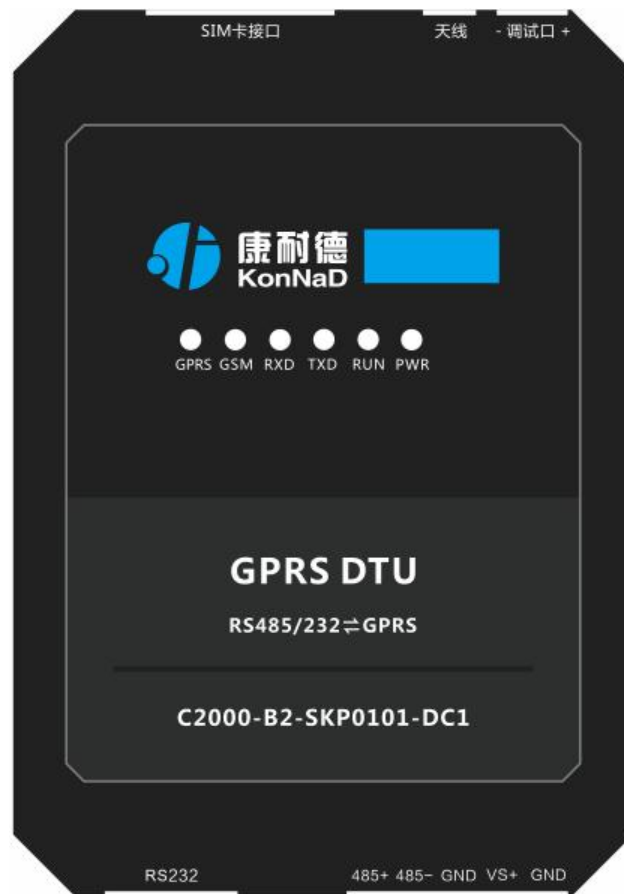 SIM卡接口 天线 - 调试口 +
康耐德
KonNaD
GPRS GSM RXD TXD RUN PWR
GPRS DTU
RS485/232⇌GPRS
C2000-B2-SKP0101-DC1
RS232 485+ 485- GND VS+ GND